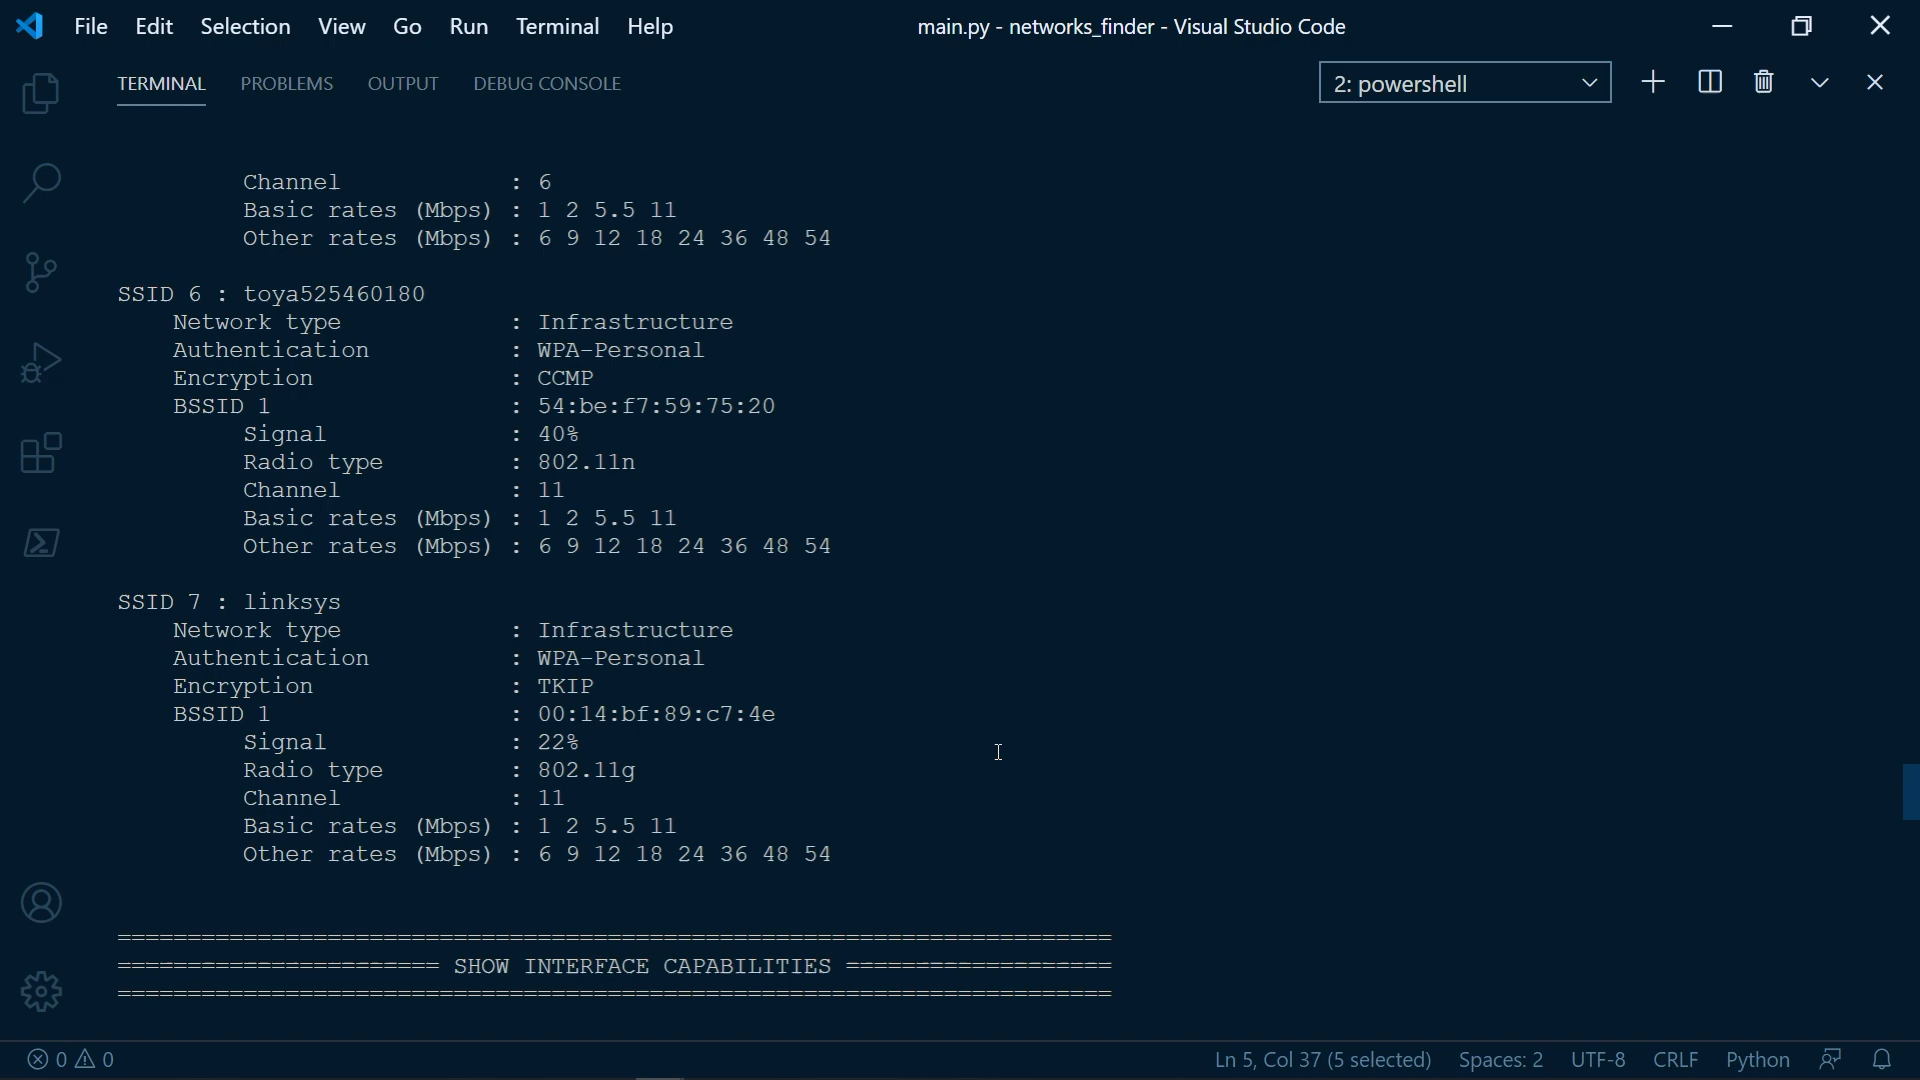 File Edit Selection View Go Run Terminal Help main.py - networks_finder - Visual Studio Code
TERMINAL PROBLEMS OUTPUT DEBUG CONSOLE 2: powershell
Channel : 6
Basic rates (Mbps) : 1 2 5.5 11
Other rates (Mbps) : 6 9 12 18 24 36 48 54
SSID 6 : toya525460180
Network type : Infrastructure
Authentication : WPA-Personal
Encryption : CCMP
BSSID 1 : 54:be:f7:59:75:20
Signal : 40%
Radio type : 802.11n
Channel : 11
Basic rates (Mbps) : 1 2 5.5 11
Other rates (Mbps) : 6 9 12 18 24 36 48 54
SSID 7 : linksys
Network type : Infrastructure
Authentication : WPA-Personal
Encryption : TKIP
BSSID 1 : 00:14:bf:89:c7:4e
Signal : 22%
Radio type : 802.11g
Channel : 11
Basic rates (Mbps) : 1 2 5.5 11
Other rates (Mbps) : 6 9 12 18 24 36 48 54
=======================================================================
======================= SHOW INTERFACE CAPABILITIES ===================
=======================================================================
0 0 Ln 5, Col 37 (5 selected) Spaces: 2 UTF-8 CRLF Python